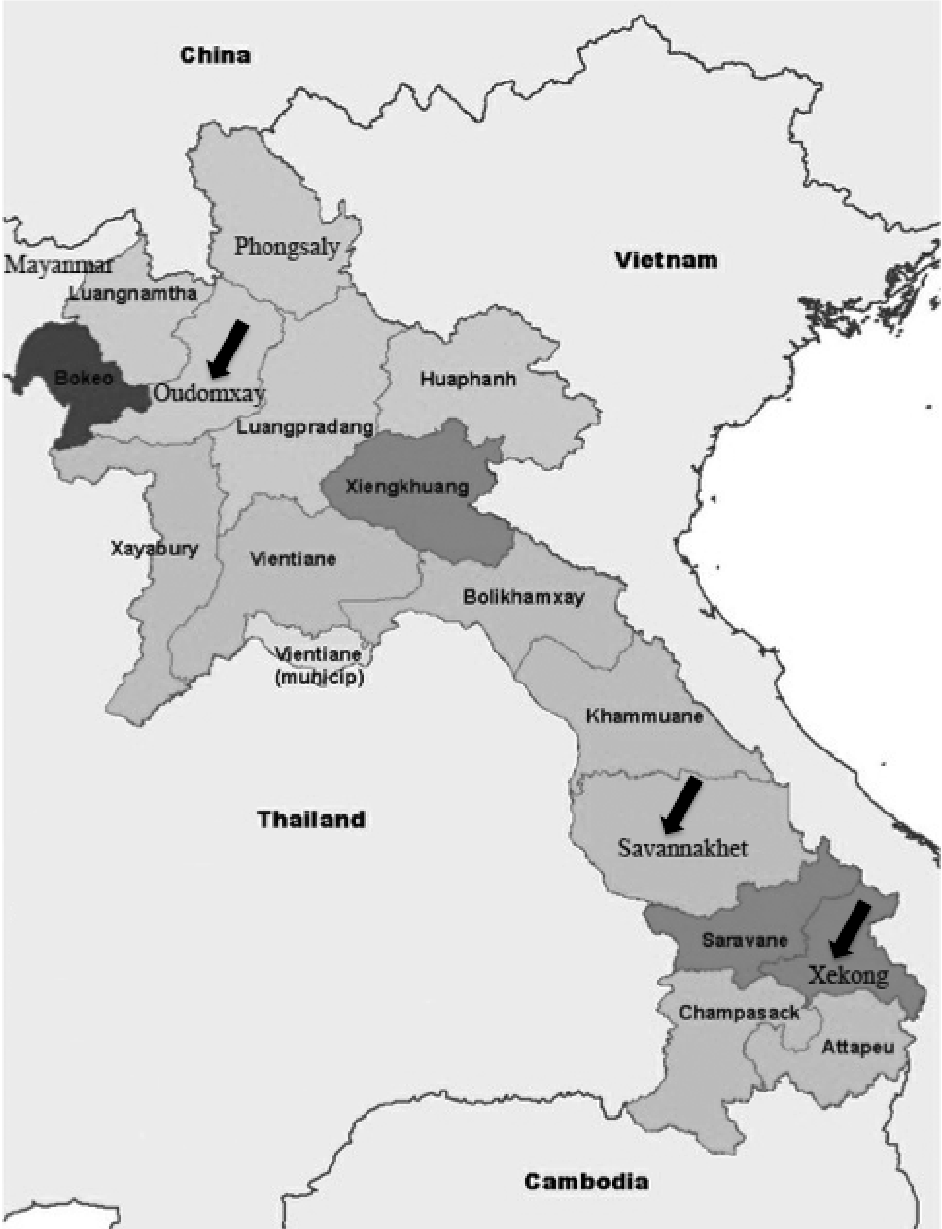 China
Phongsaly
Vietnam
Mayanmar
Luangnamtha
Bokeo
Oudomxay
Huaphanh
Luangpradang
Xiengkhuang
Xayabury
Vientiane
Bolikhamxay
Vientiane
(municip)
Khammuane
Thailand
Savannakhet
Saravane
Xekong
Champasack
Attapeu
Cambodia